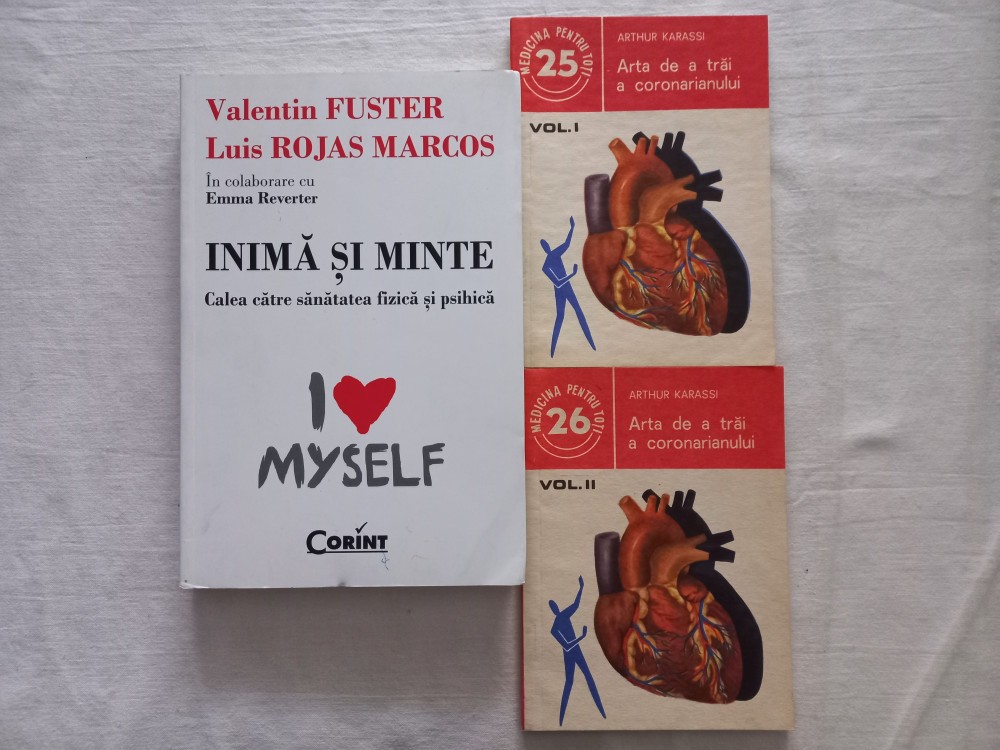 Valentin FUSTER
Luis ROJAS MARCOS
În colaborare cu
Emma Reverter
INIMĂ ȘI MINTE
Calea către sănătatea fizică și psihică
I
MYSELF
CORINT
MEDICINA PENTRU TOȚI
25
ARTHUR KARASSI
Arta de a trăi
a coronarianului
VOL. I
MEDICINA PENTRU TOȚI
26
ARTHUR KARASSI
Arta de a trăi
a coronarianului
VOL. II